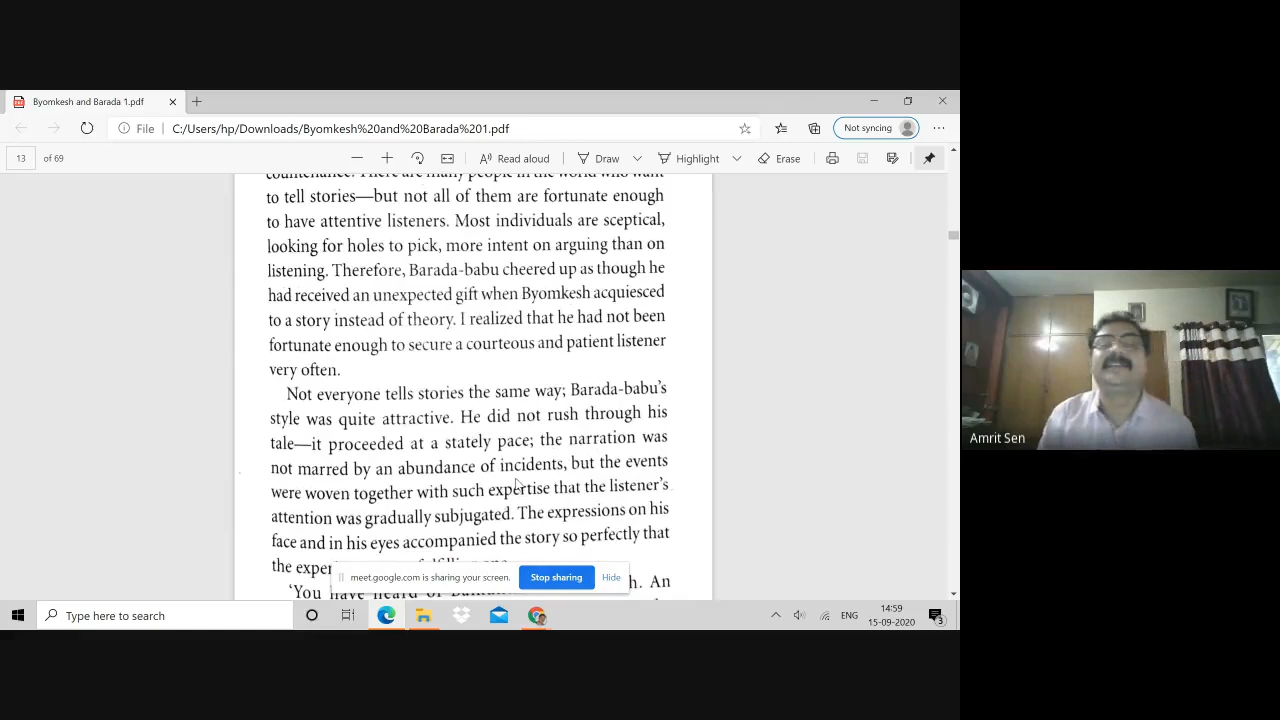 Byomkesh and Barada 1.pdf
File C:/Users/hp/Downloads/Byomkesh%20and%20Barada%201.pdf
Not syncing
13 of 69
Read aloud
Draw
Highlight
Erase
countenance. There are many people in the world who want
to tell stories—but not all of them are fortunate enough
to have attentive listeners. Most individuals are sceptical,
looking for holes to pick, more intent on arguing than on
listening. Therefore, Barada-babu cheered up as though he
had received an unexpected gift when Byomkesh acquiesced
to a story instead of theory. I realized that he had not been
fortunate enough to secure a courteous and patient listener
very often.
Not everyone tells stories the same way; Barada-babu's
style was quite attractive. He did not rush through his
tale—it proceeded at a stately pace; the narration was
not marred by an abundance of incidents, but the events
were woven together with such expertise that the listener's
attention was gradually subjugated. The expressions on his
face and in his eyes accompanied the story so perfectly that
the
'You have heard of An
meet.google.com is sharing your screen.
Stop sharing
Hide
Amrit Sen
Type here to search
ENG
14:59
15-09-2020
3